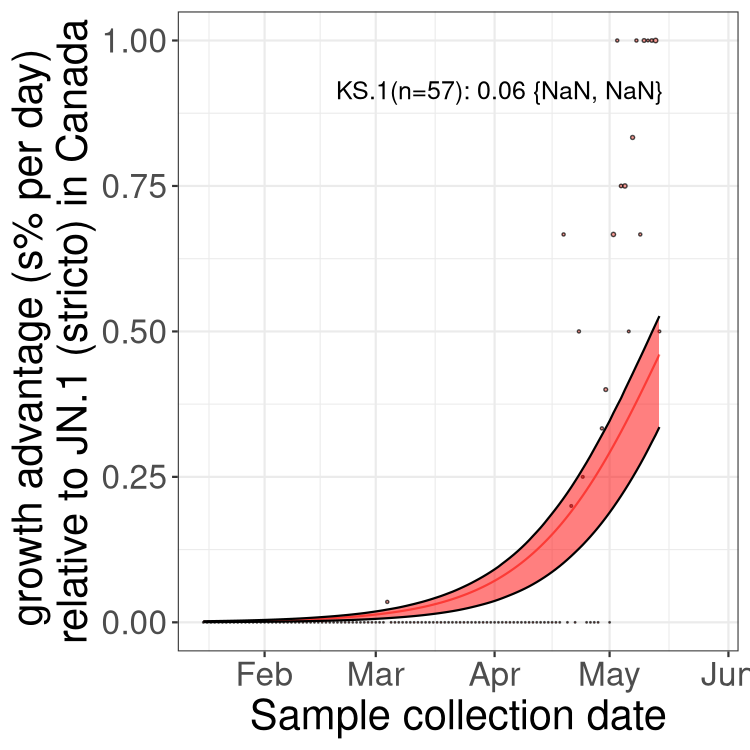 growth advantage (s% per day)
relative to JN.1 (stricto) in Canada
1.00
0.75
0.50
0.25
0.00
KS.1(n=57): 0.06 {NaN, NaN}
Feb Mar Apr May Jun
Sample collection date